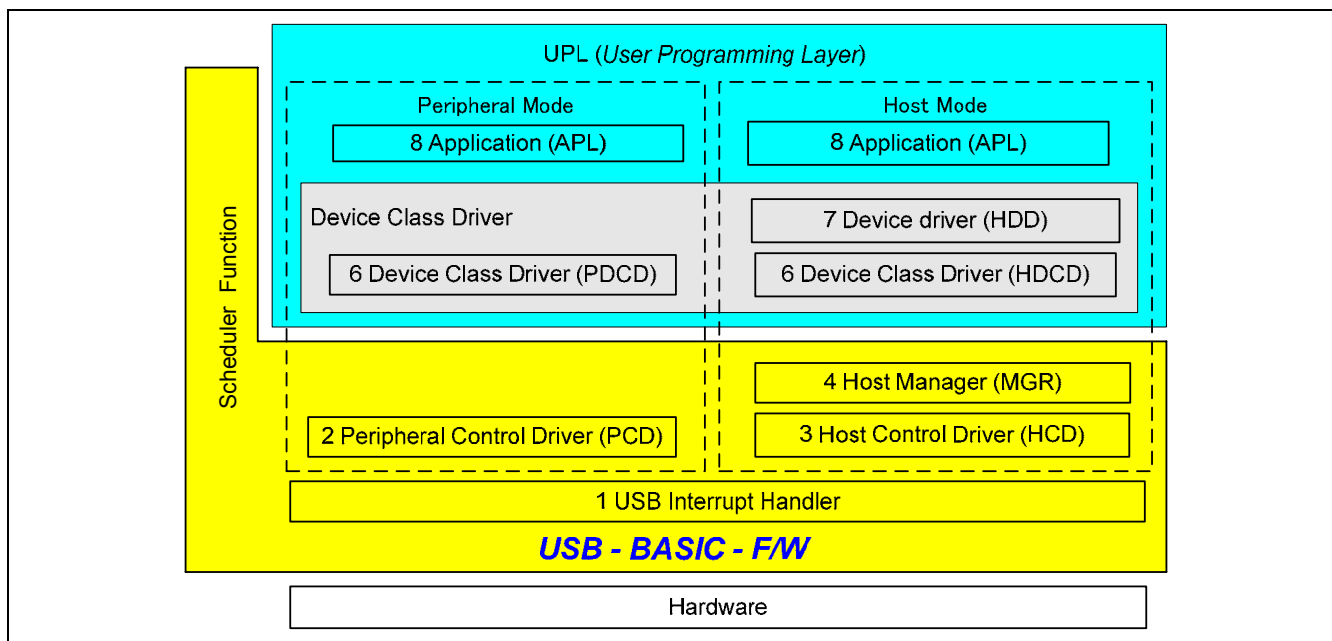 UPL (User Programming Layer)
Peripheral Mode
Host Mode
8 Application (APL)
8 Application (APL)
Device Class Driver
7 Device driver (HDD)
6 Device Class Driver (PDCD)
6 Device Class Driver (HDCD)
Scheduler Function
4 Host Manager (MGR)
2 Peripheral Control Driver (PCD)
3 Host Control Driver (HCD)
1 USB Interrupt Handler
USB - BASIC - F/W
Hardware